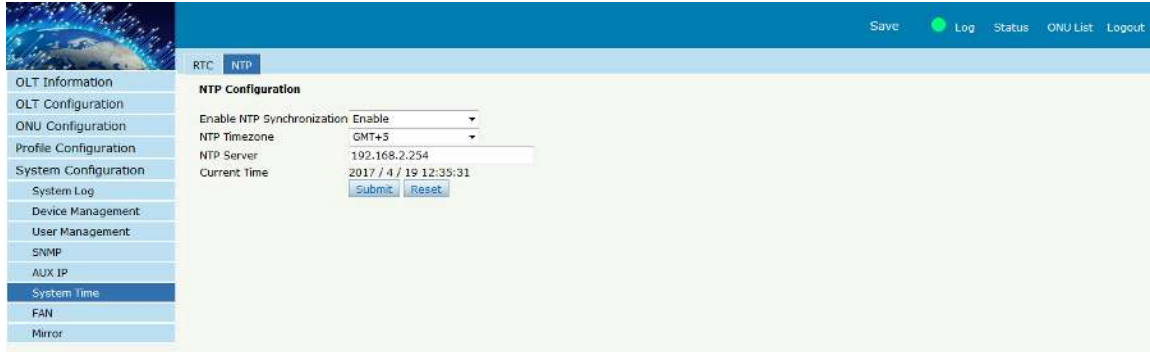 Save Log Status ONU List Logout
RTC NTP
OLT Information
OLT Configuration
ONU Configuration
Profile Configuration
System Configuration
System Log
Device Management
User Management
SNMP
AUX IP
System Time
FAN
Mirror
NTP Configuration
Enable NTP Synchronization Enable
NTP Timezone GMT+5
NTP Server 192.168.2.254
Current Time 2017 / 4 / 19 12:35:31
Submit Reset